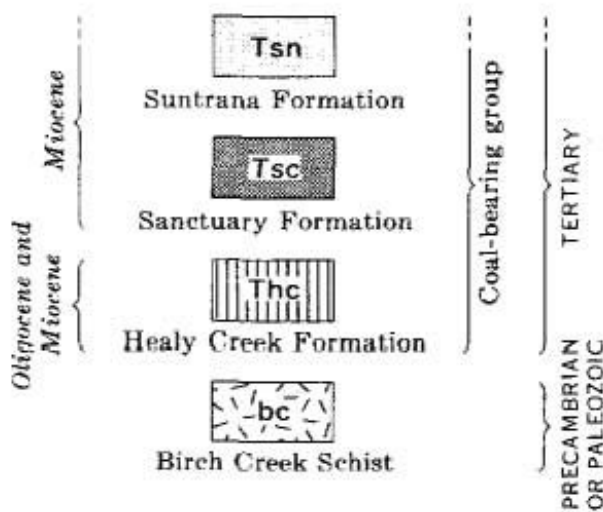 Tsn
Suntrana Formation
Tsc
Sanctuary Formation
Thc
Healy Creek Formation
bc
Birch Creek Schist
Miocene
Oligocene and
Miocene
Coal-bearing group
TERTIARY
PRECAMBRIAN
OR PALEOZOIC